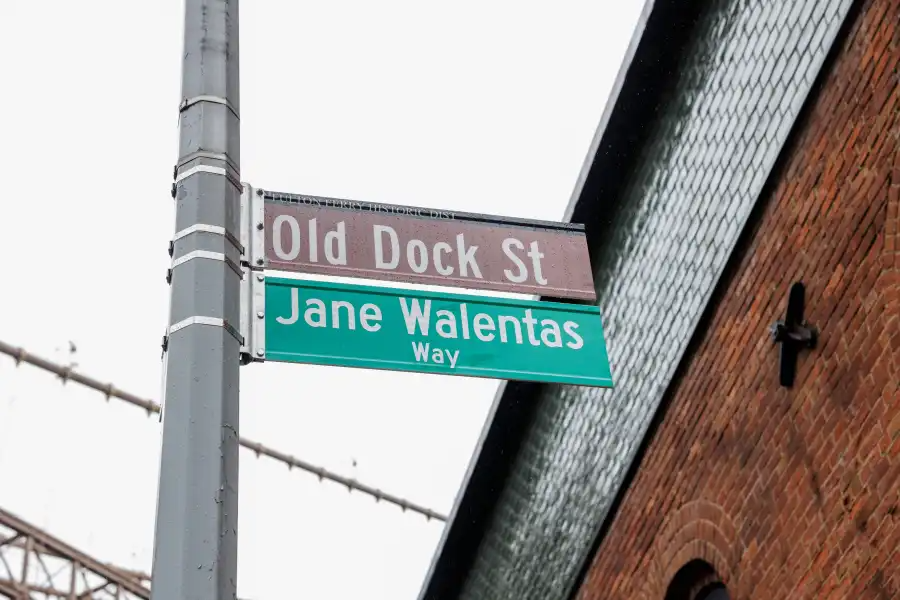 FULTON FERRY HISTORIC DIST
Old Dock St
Jane Walentas
Way